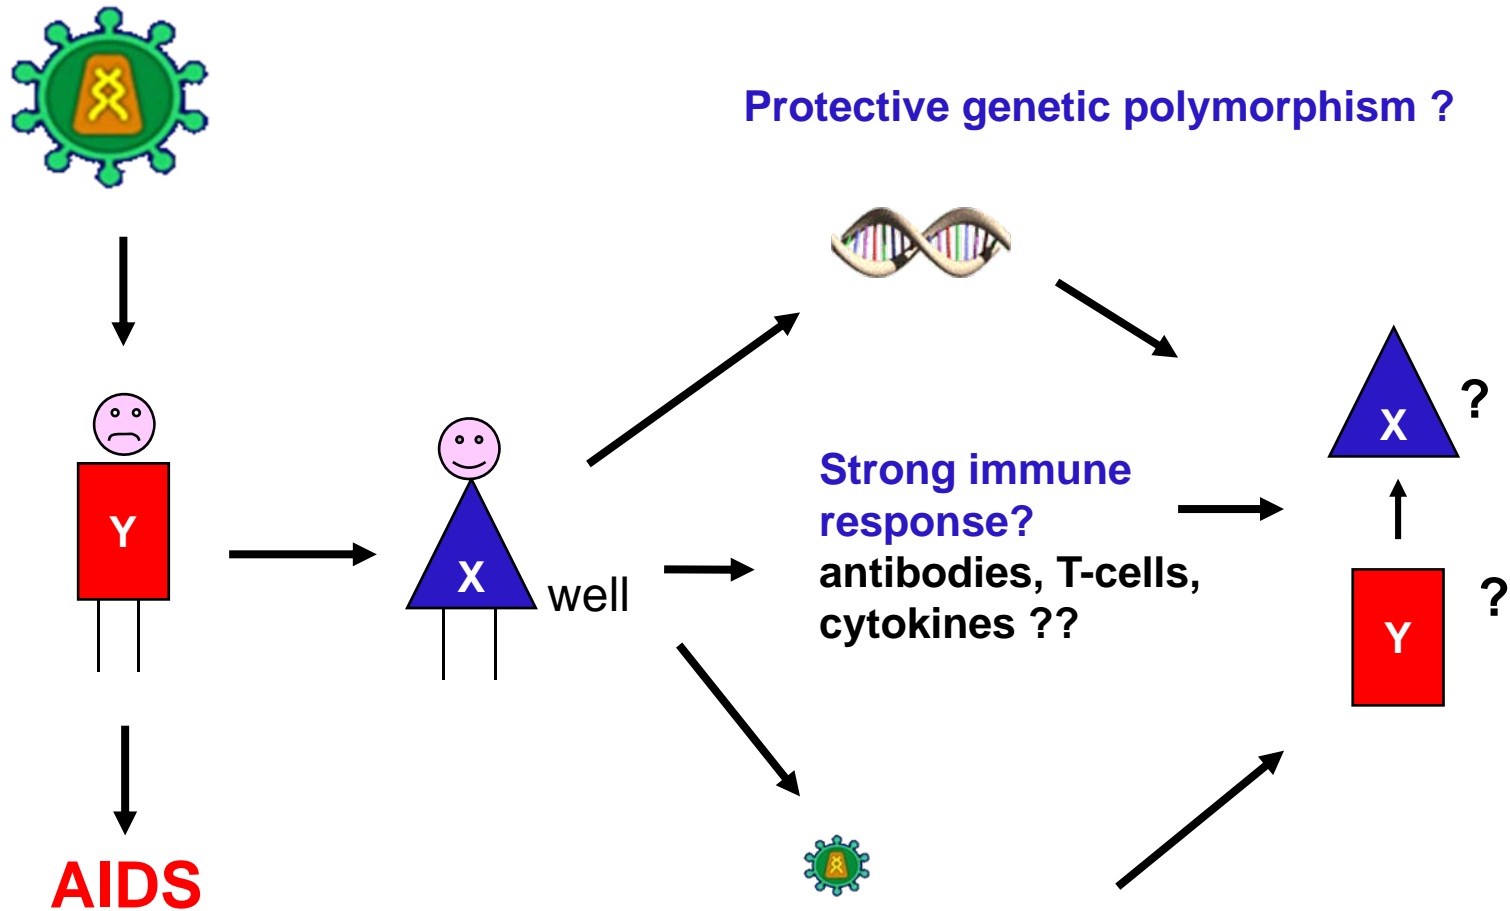 Protective genetic polymorphism ?
Y
X
well
Strong immune
response?
antibodies, T-cells,
cytokines ??
X
?
Y
?
AIDS